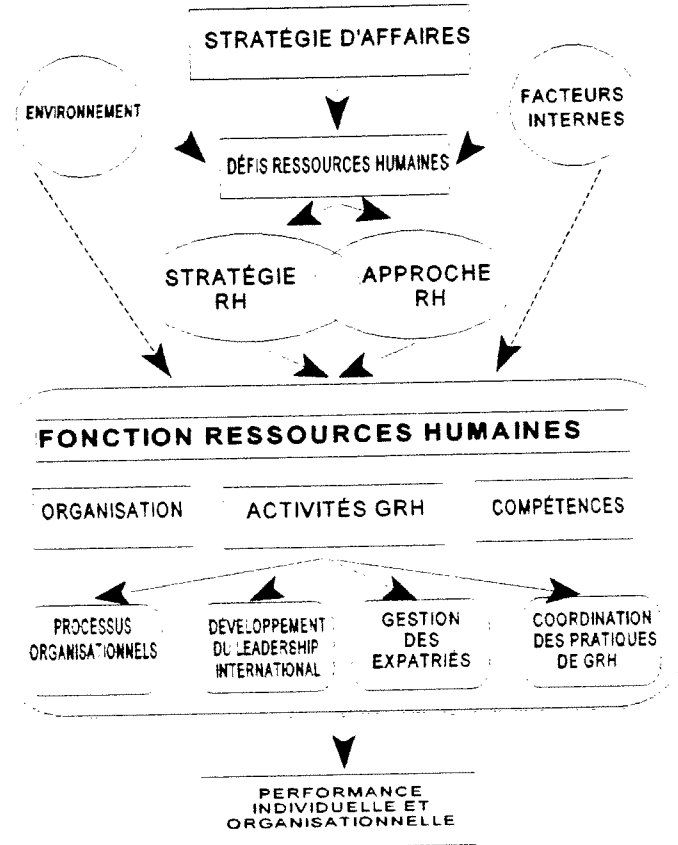 STRATÉGIE D'AFFAIRES
ENVIRONNEMENT
FACTEURS
INTERNES
DÉFIS RESSOURCES HUMAINES
STRATÉGIE
RH
APPROCHE
RH
FONCTION RESSOURCES HUMAINES
ORGANISATION
ACTIVITÉS GRH
COMPÉTENCES
PROCESSUS
ORGANISATIONNELS
DÉVELOPPEMENT
DU LEADERSHIP
INTERNATIONAL
GESTION
DES
EXPATRIÉS
COORDINATION
DES PRATIQUES
DE GRH
PERFORMANCE
INDIVIDUELLE ET
ORGANISATIONNELLE